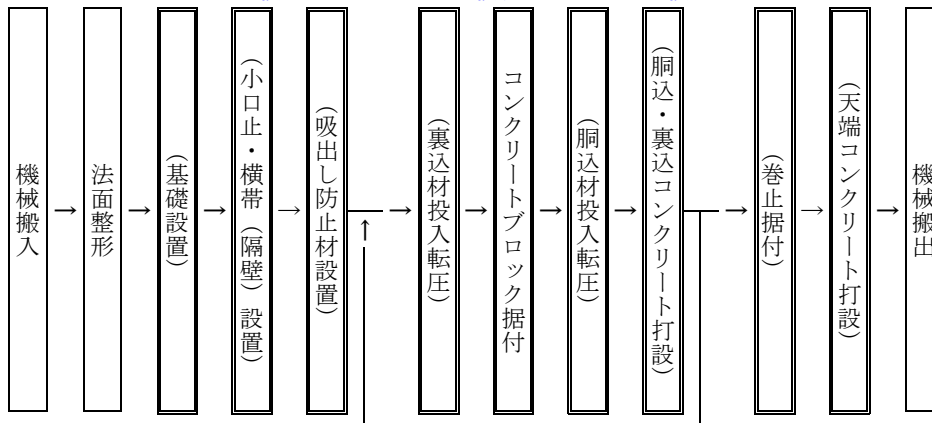 機械搬入
→
法面整形
→
（基礎設置）
→
（小口止・横帯（隔壁）設置）
→
（吸出し防止材設置）
→
↑
（裏込材投入転圧）
→
コンクリートブロック据付
→
（胴込材投入転圧）
→
（胴込・裏込コンクリート打設）
→
（巻止据付）
→
（天端コンクリート打設）
→
機械搬出